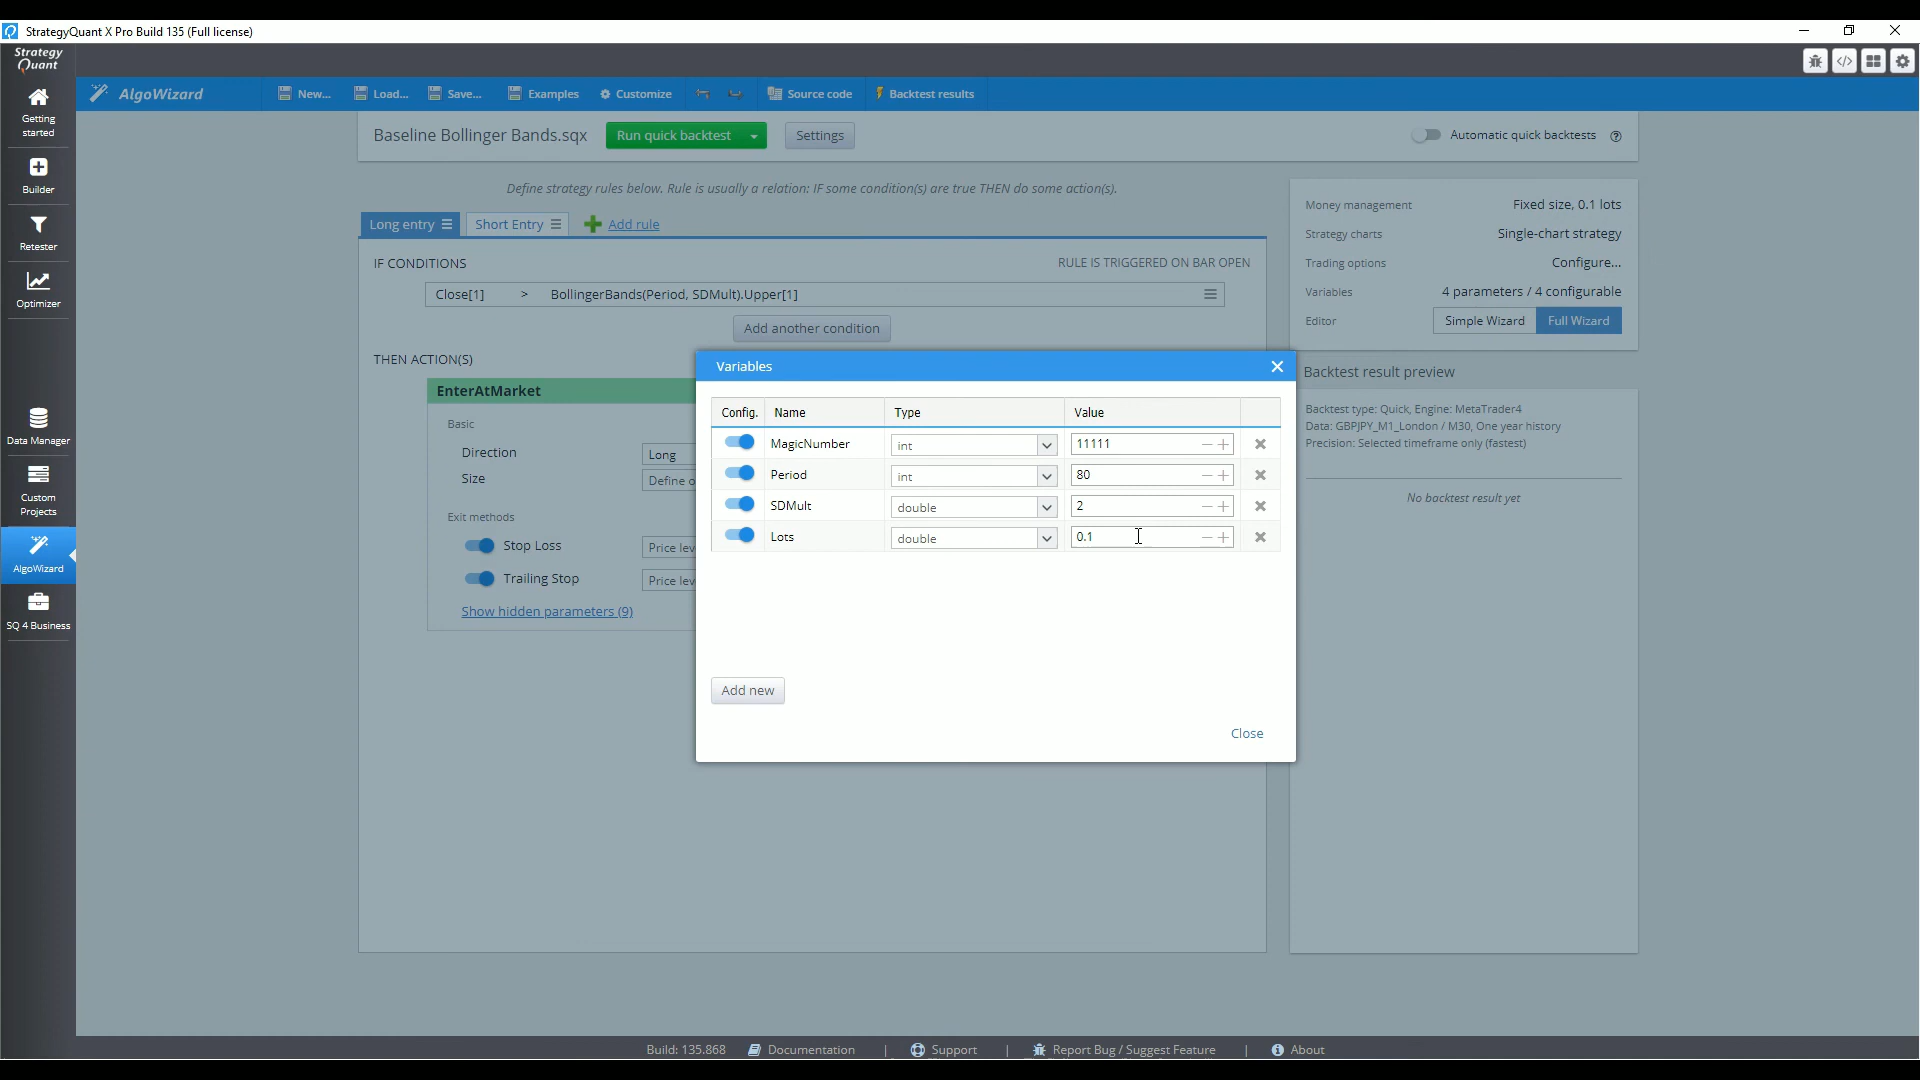 StrategyQuant X Pro Build 135 (Full license)
Strategy
Quant
AlgoWizard
New...
Load...
Save...
Examples
Customize
Source code
Backtest results
Getting
started
Builder
Retester
Optimizer
Data Manager
Custom
Projects
AlgoWizard
SQ 4 Business
Baseline Bollinger Bands.sqx
Run quick backtest
Settings
Automatic quick backtests
?
Define strategy rules below. Rule is usually a relation: IF some condition(s) are true THEN do some action(s).
Long entry
Short Entry
Add rule
IF CONDITIONS
RULE IS TRIGGERED ON BAR OPEN
Close[1] > BollingerBands(Period, SDMult).Upper[1]
Add another condition
THEN ACTION(S)
EnterAtMarket
Basic
Direction
Long
Size
Define o
Exit methods
Stop Loss
Price lev
Trailing Stop
Price lev
Show hidden parameters (9)
Variables
Config. Name Type Value
MagicNumber int 11111
Period int 80
SDMult double 2
Lots double 0.1
Add new
Close
Money management Fixed size, 0.1 lots
Strategy charts Single-chart strategy
Trading options Configure...
Variables 4 parameters / 4 configurable
Editor Simple Wizard Full Wizard
Backtest result preview
Backtest type: Quick, Engine: MetaTrader4
Data: GBPJPY_M1_London / M30, One year history
Precision: Selected timeframe only (fastest)
No backtest result yet
Build: 135.868
Documentation
|
Support
|
Report Bug / Suggest Feature
|
About